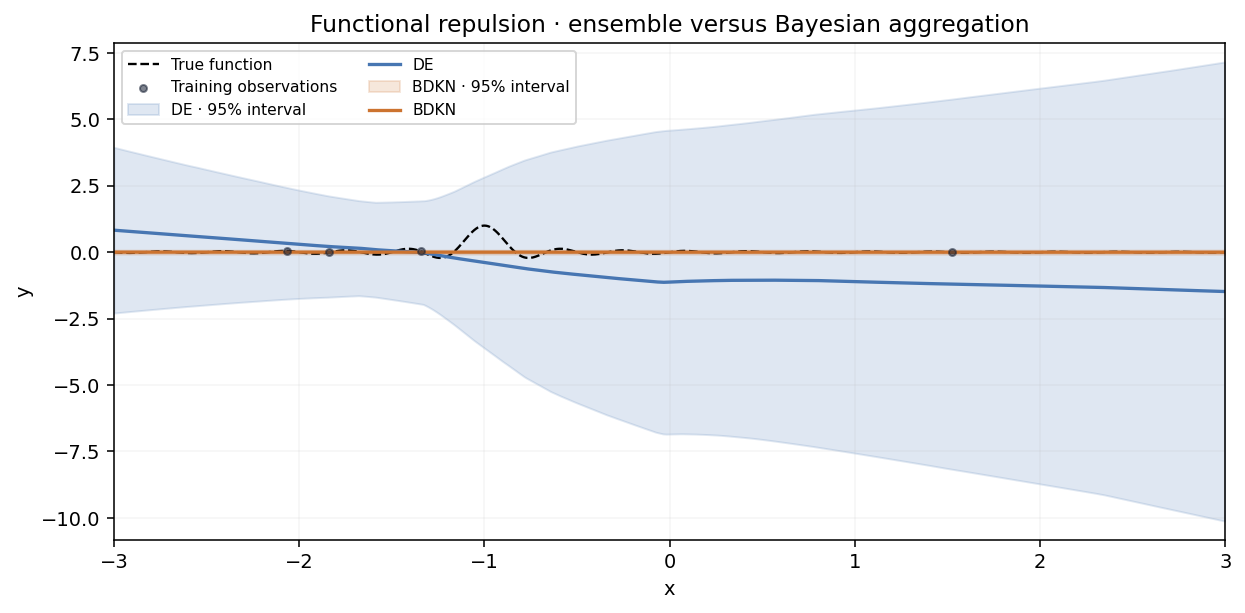 Functional repulsion · ensemble versus Bayesian aggregation
True function
Training observations
DE · 95% interval
DE
BDKN · 95% interval
BDKN
7.5
5.0
2.5
0.0
−2.5
−5.0
−7.5
−10.0
y
−3 −2 −1 0 1 2 3
x